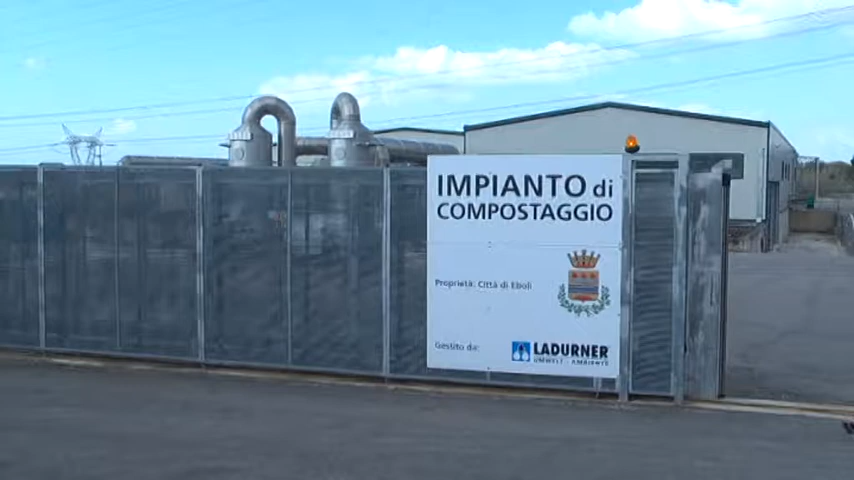 IMPIANTO di
COMPOSTAGGIO
Proprietà: Città di Eboli
Gestito da:
LADURNER
UMWELT - AMBIENTE